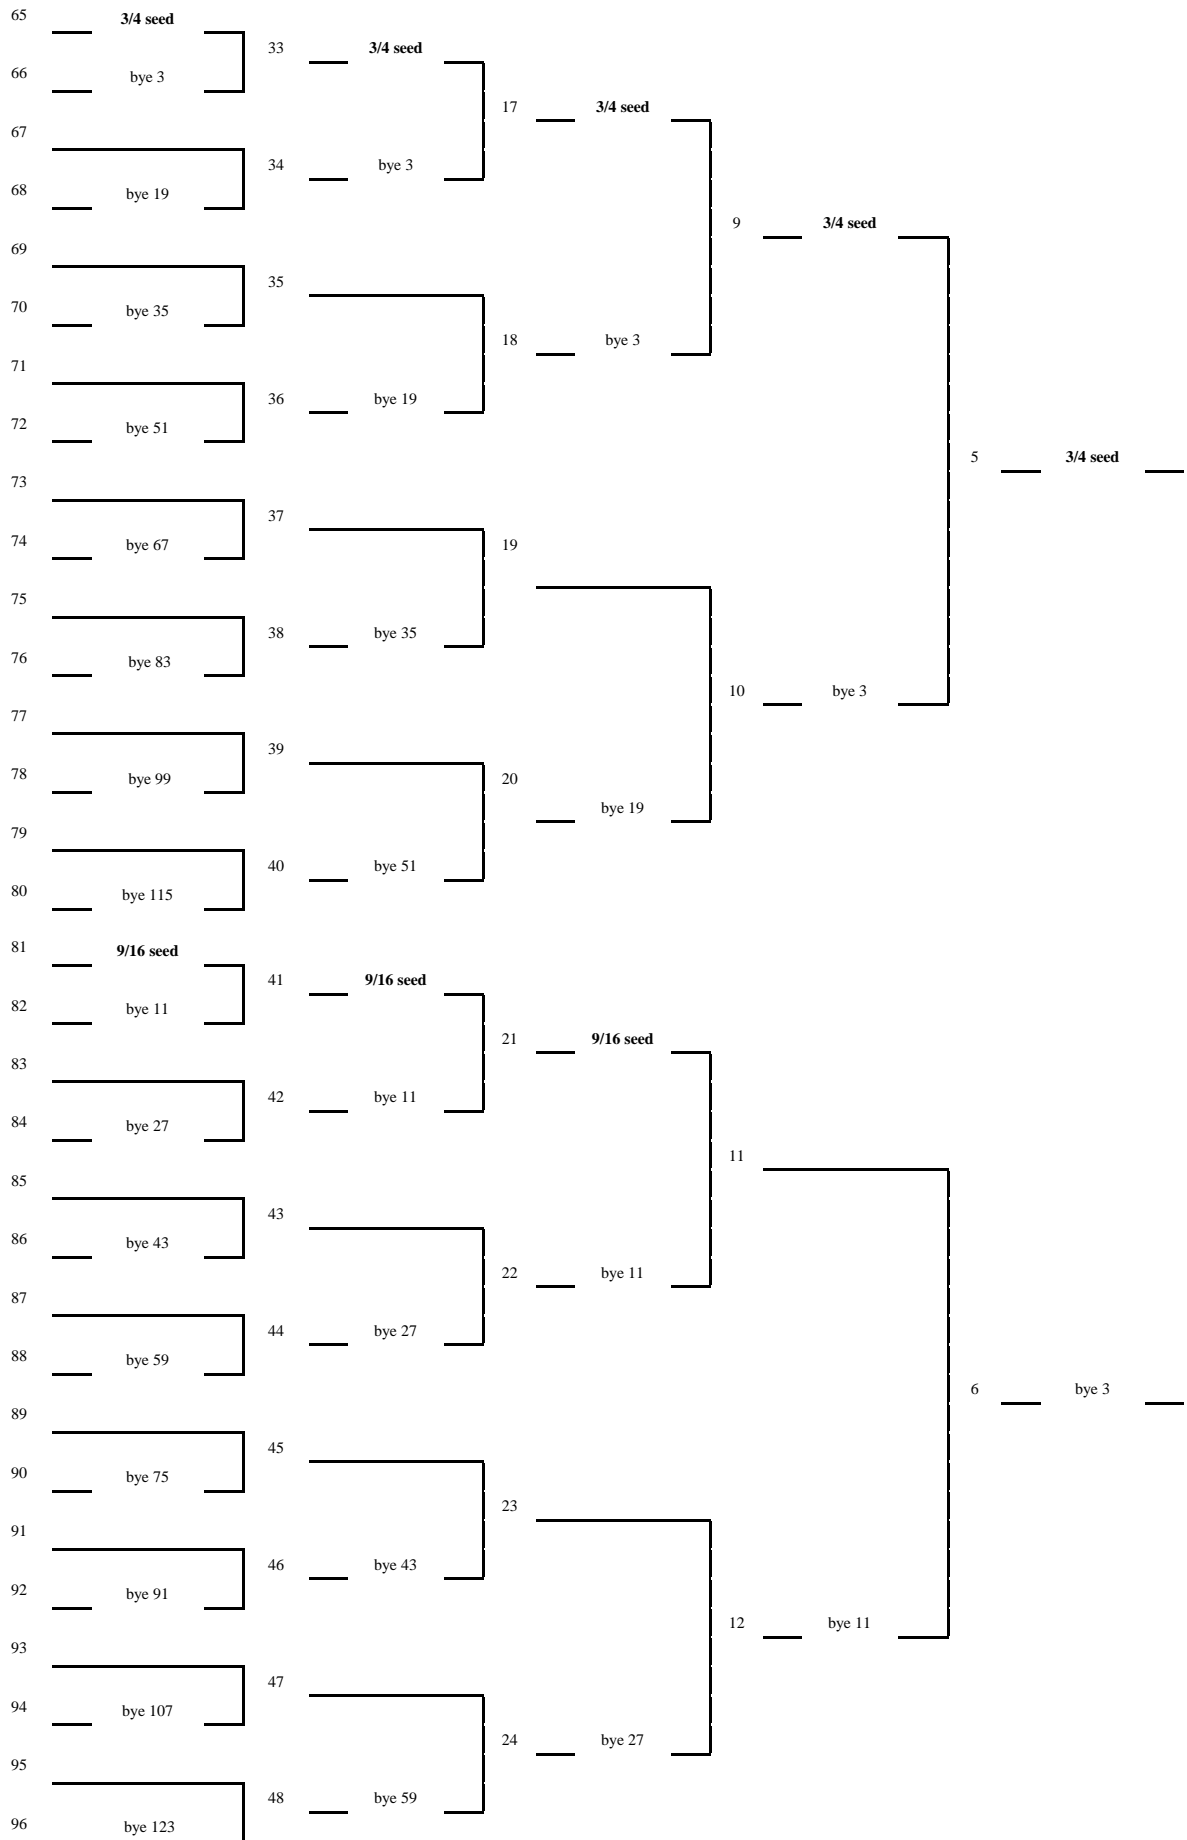 65 3/4 seed
66 bye 3
67
68 bye 19
69
70 bye 35
71
72 bye 51
73
74 bye 67
75
76 bye 83
77
78 bye 99
79
80 bye 115
81 9/16 seed
82 bye 11
83
84 bye 27
85
86 bye 43
87
88 bye 59
89
90 bye 75
91
92 bye 91
93
94 bye 107
95
96 bye 123
33 3/4 seed
34 bye 3
35
36 bye 19
37
38 bye 35
39
40 bye 51
41 9/16 seed
42 bye 11
43
44 bye 27
45
46 bye 43
47
48 bye 59
17 3/4 seed
18 bye 3
19
20 bye 19
21 9/16 seed
22 bye 11
23
24 bye 27
9 3/4 seed
10 bye 3
11
12 bye 11
5 3/4 seed
6 bye 3